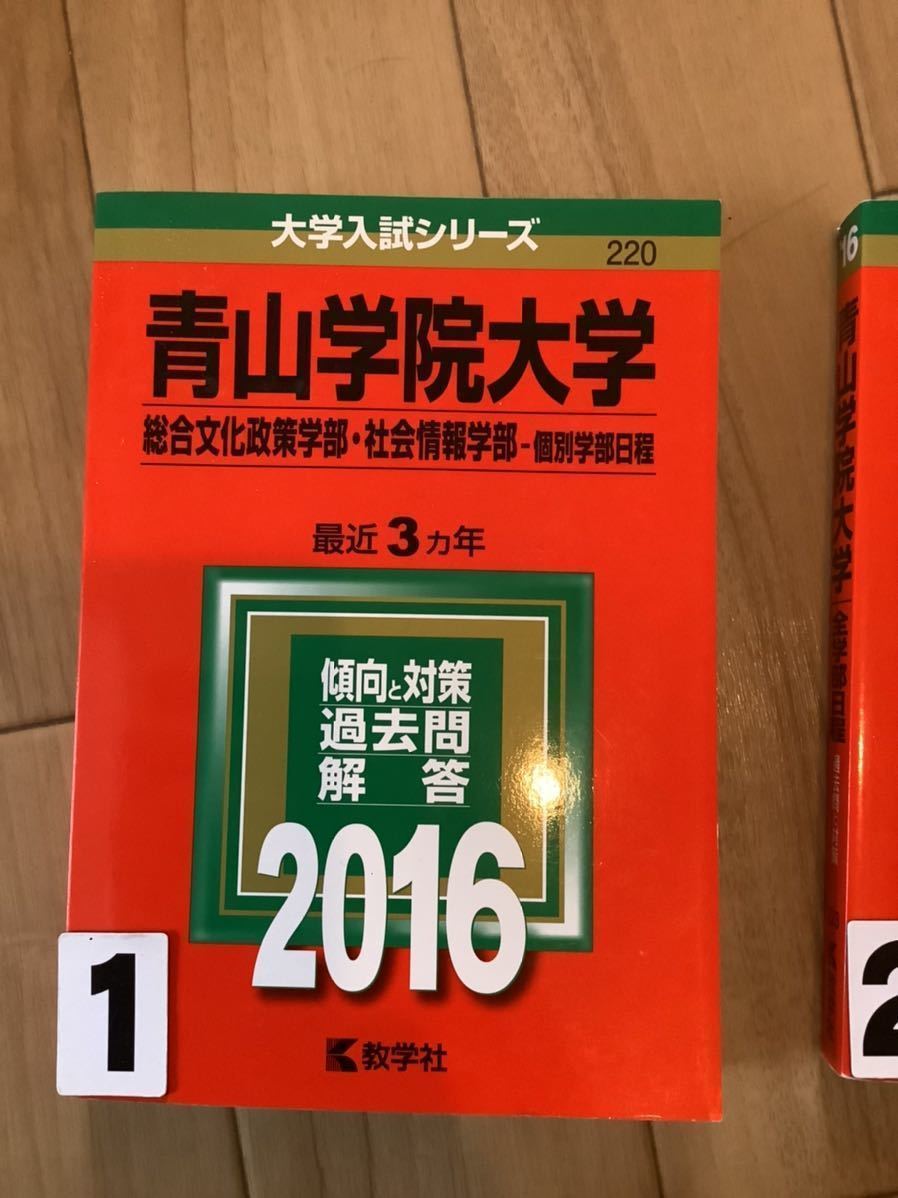 大学入試シリーズ
220
青山学院大学
総合文化政策学部・社会情報学部-個別学部日程
最近3カ年
傾向と対策
過去問
解答
2016
教学社
1
16
青山学院大学 全学部日程
2